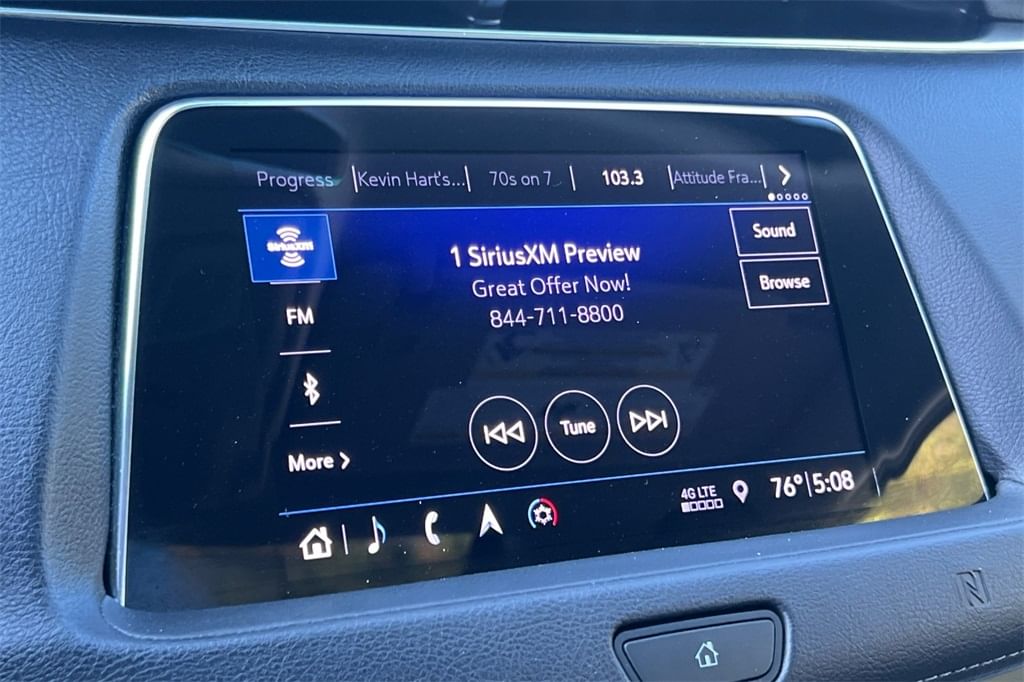 Progress Kevin Hart's... 70s on 7 103.3 Attitude Fra...
SiriusXM
1 SiriusXM Preview
Great Offer Now!
844-711-8800
Sound
Browse
FM
More
Tune
4G LTE
76° 5:08
N